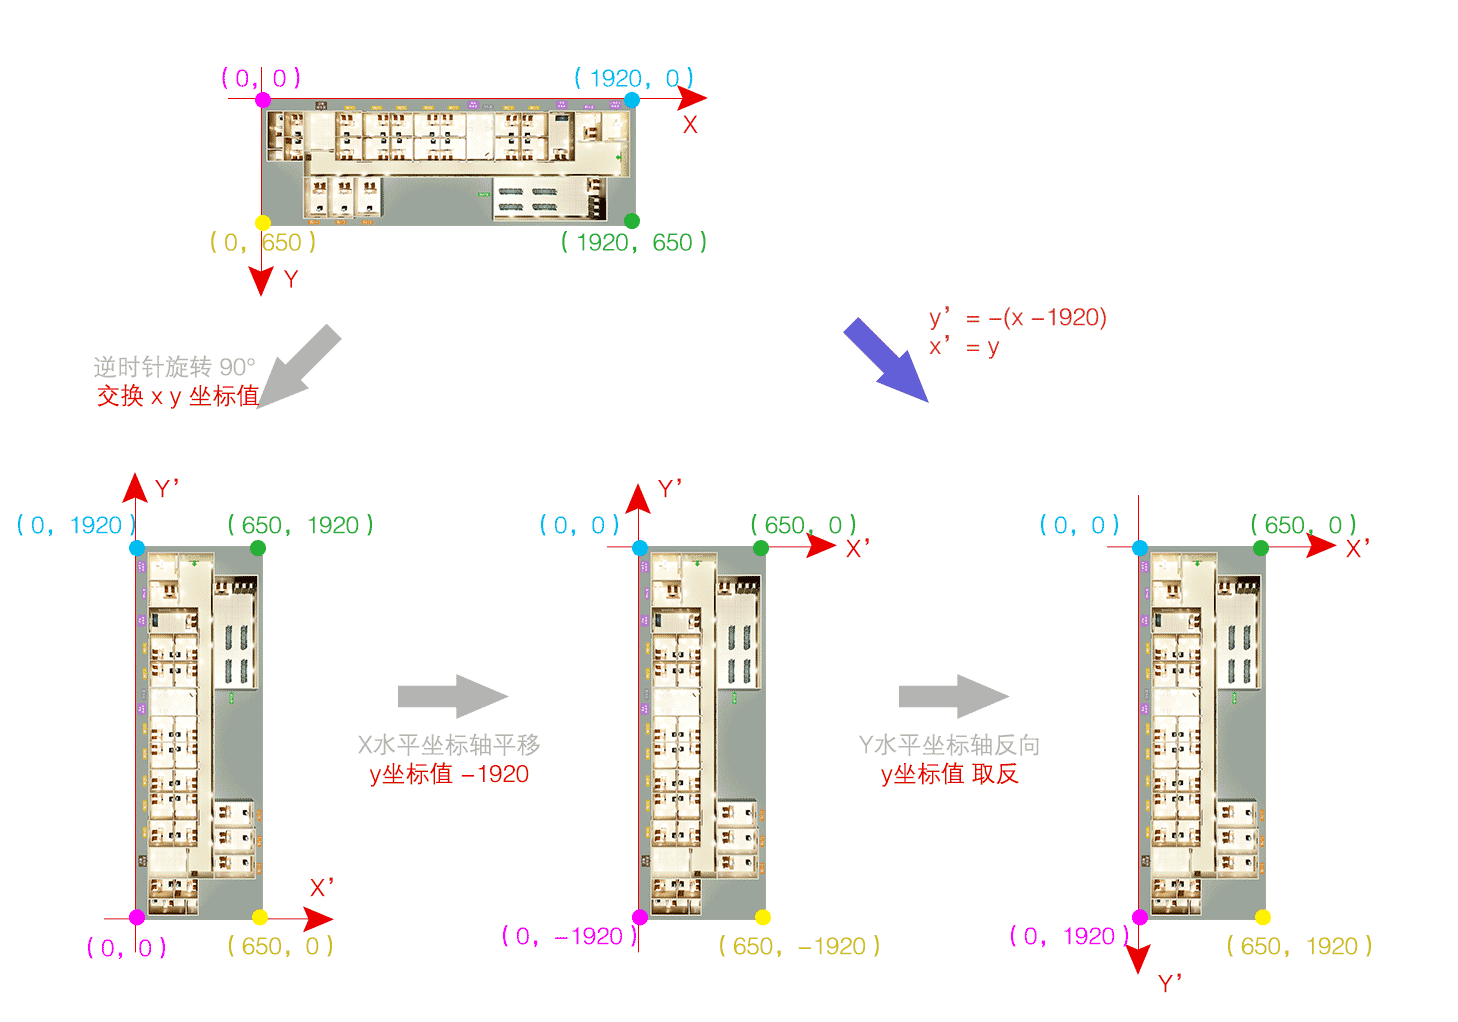 (0, 0)
(1920, 0)
X
(0, 650)
(1920, 650)
Y
y’ = -(x -1920)
x’ = y
逆时针旋转 90°
交换 x y 坐标值
Y’
(0, 1920)
(650, 1920)
Y’
(0, 0)
(650, 0)
X’
(0, 0)
(650, 0)
X’
X水平坐标轴平移
y坐标值 -1920
Y水平坐标轴反向
y坐标值 取反
X’
(0, 0)
(650, 0)
(0, -1920)
(650, -1920)
(0, 1920)
(650, 1920)
Y’